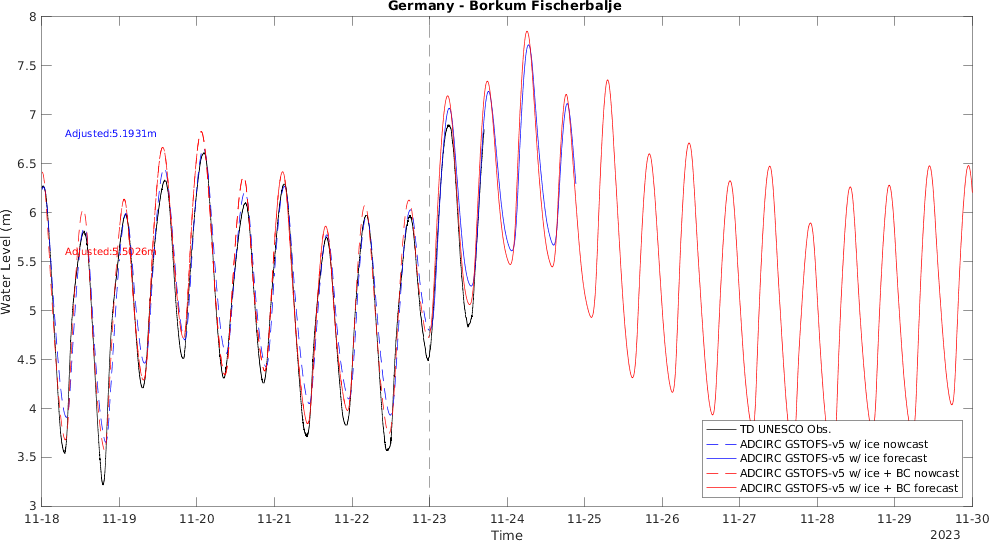 Germany - Borkum Fischerbalje
8
7.5
7
6.5
6
5.5
5
4.5
4
3.5
3
Water Level (m)
Adjusted:5.1931m
Adjusted:5.5026m
TD UNESCO Obs.
ADCIRC GSTOFS-v5 w/ ice nowcast
ADCIRC GSTOFS-v5 w/ ice forecast
ADCIRC GSTOFS-v5 w/ ice + BC nowcast
ADCIRC GSTOFS-v5 w/ ice + BC forecast
11-18 11-19 11-20 11-21 11-22 11-23 11-24 11-25 11-26 11-27 11-28 11-29 11-30
Time
2023